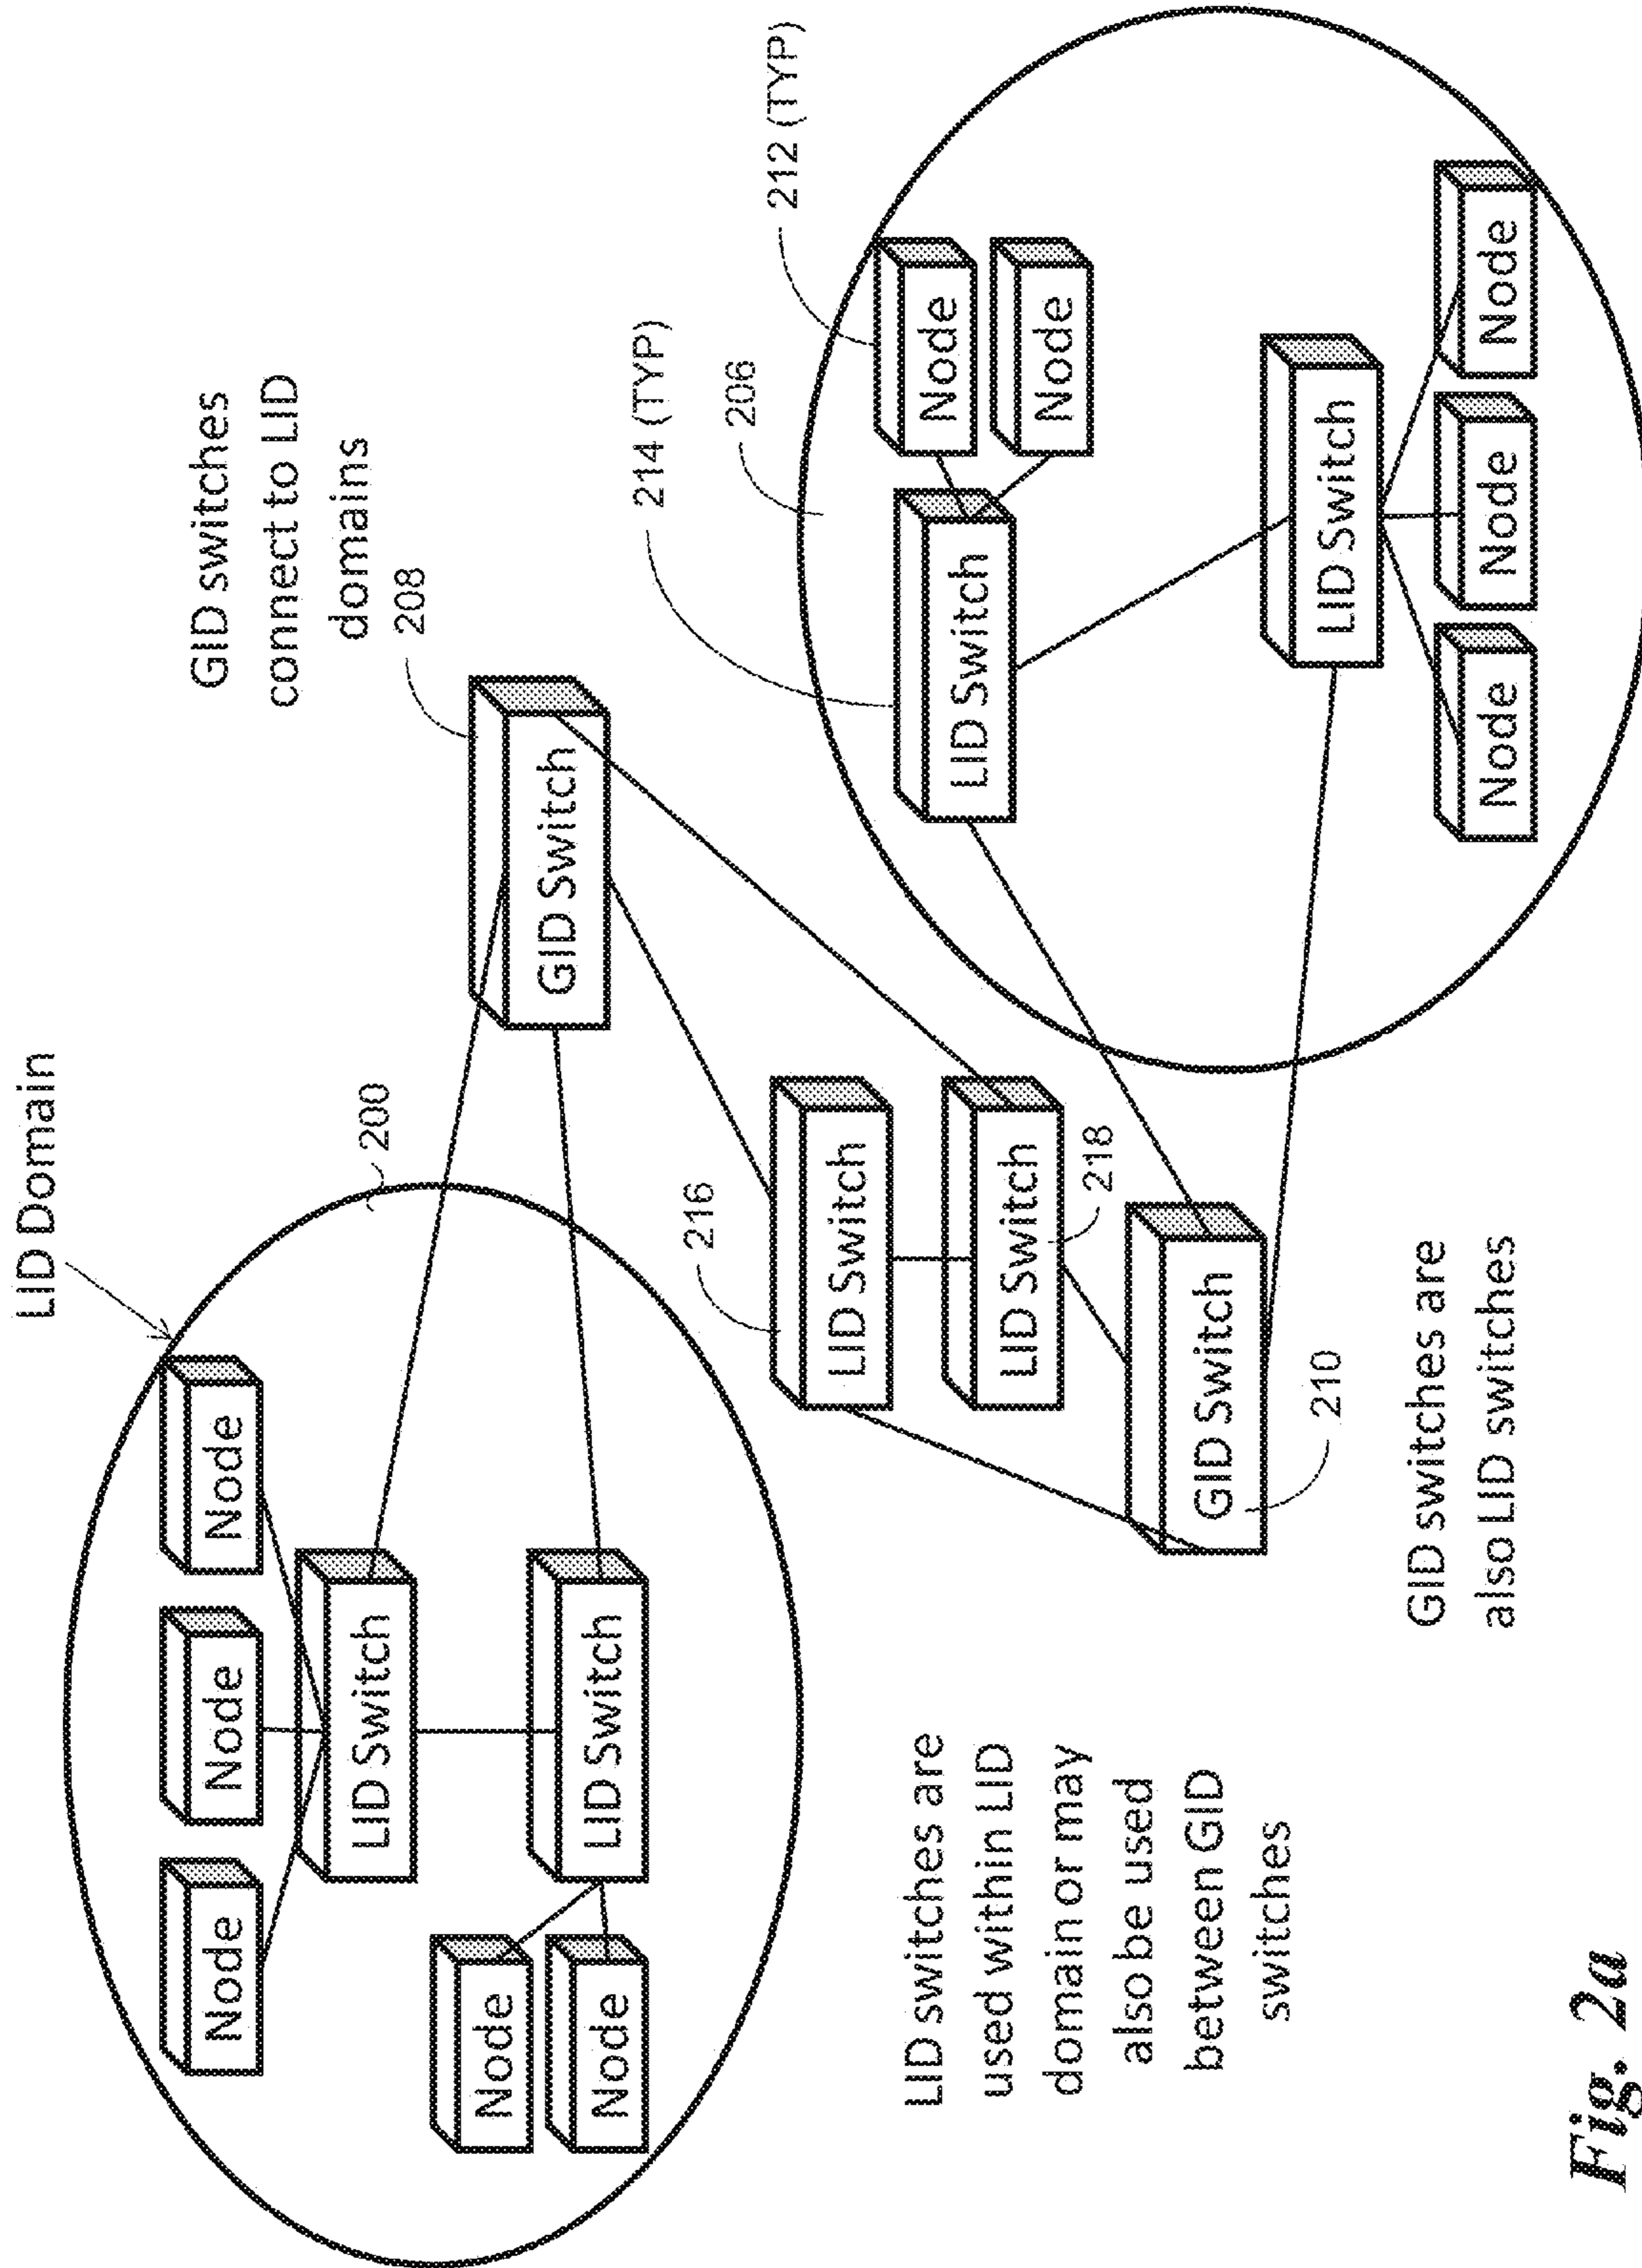 LID Domain
200
Node
Node
Node
LID Switch
Node
Node
LID Switch
GID switches
connect to LID
domains
208
GID Switch
216
LID Switch
LID Switch
218
GID Switch
210
214 (TYP)
206
212 (TYP)
LID Switch
Node
Node
LID Switch
Node
Node
Node
LID switches are
used within LID
domain or may
also be used
between GID
switches
GID switches are
also LID switches
Fig. 2a